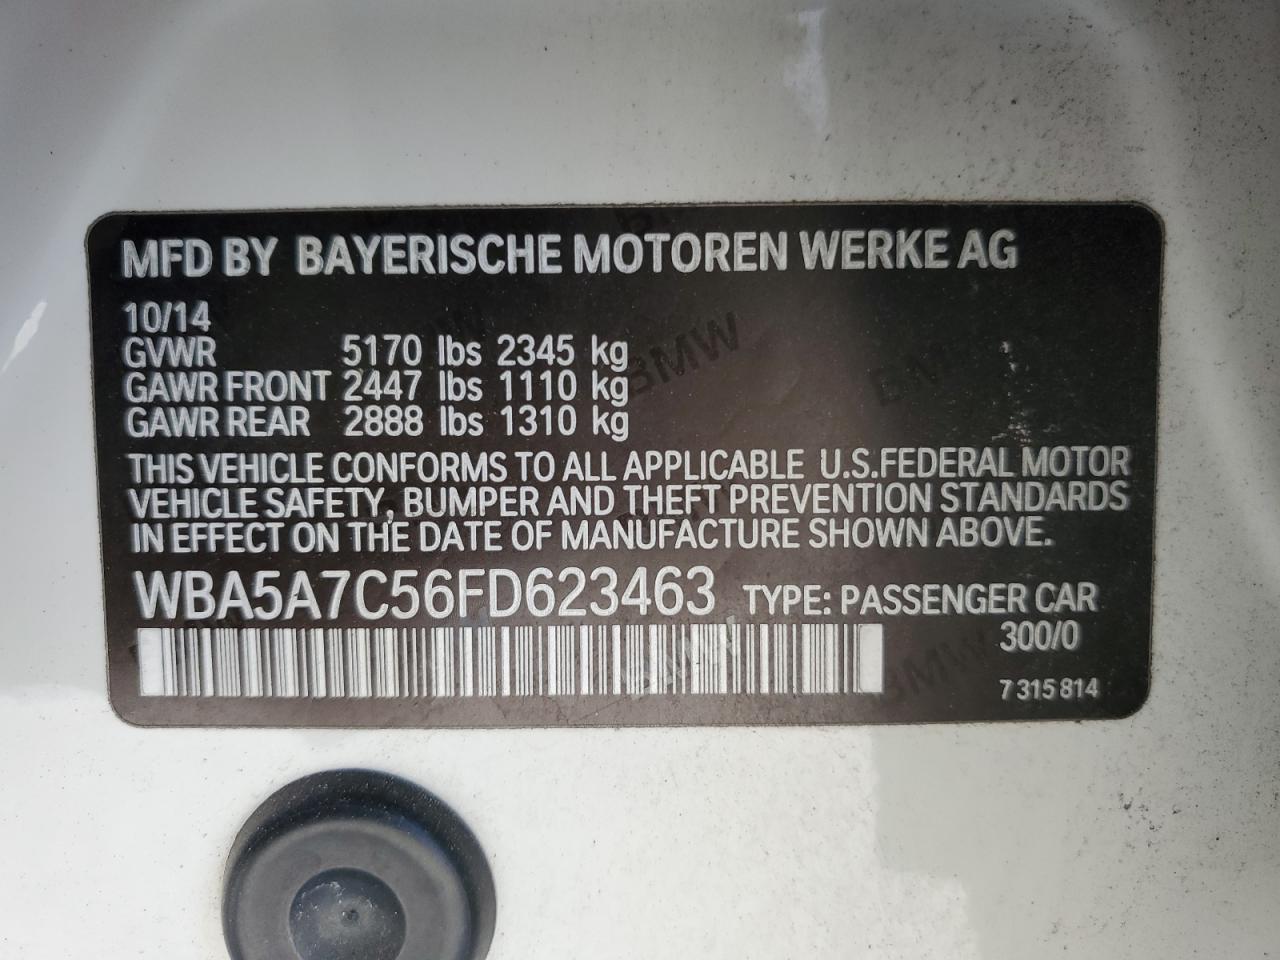 MFD BY BAYERISCHE MOTOREN WERKE AG
10/14
GVWR 5170 lbs 2345 kg
GAWR FRONT 2447 lbs 1110 kg
GAWR REAR 2888 lbs 1310 kg
THIS VEHICLE CONFORMS TO ALL APPLICABLE U.S.FEDERAL MOTOR
VEHICLE SAFETY, BUMPER AND THEFT PREVENTION STANDARDS
IN EFFECT ON THE DATE OF MANUFACTURE SHOWN ABOVE.
WBA5A7C56FD623463 TYPE: PASSENGER CAR
300/0
7 315 814
BMW
BMW
BMW